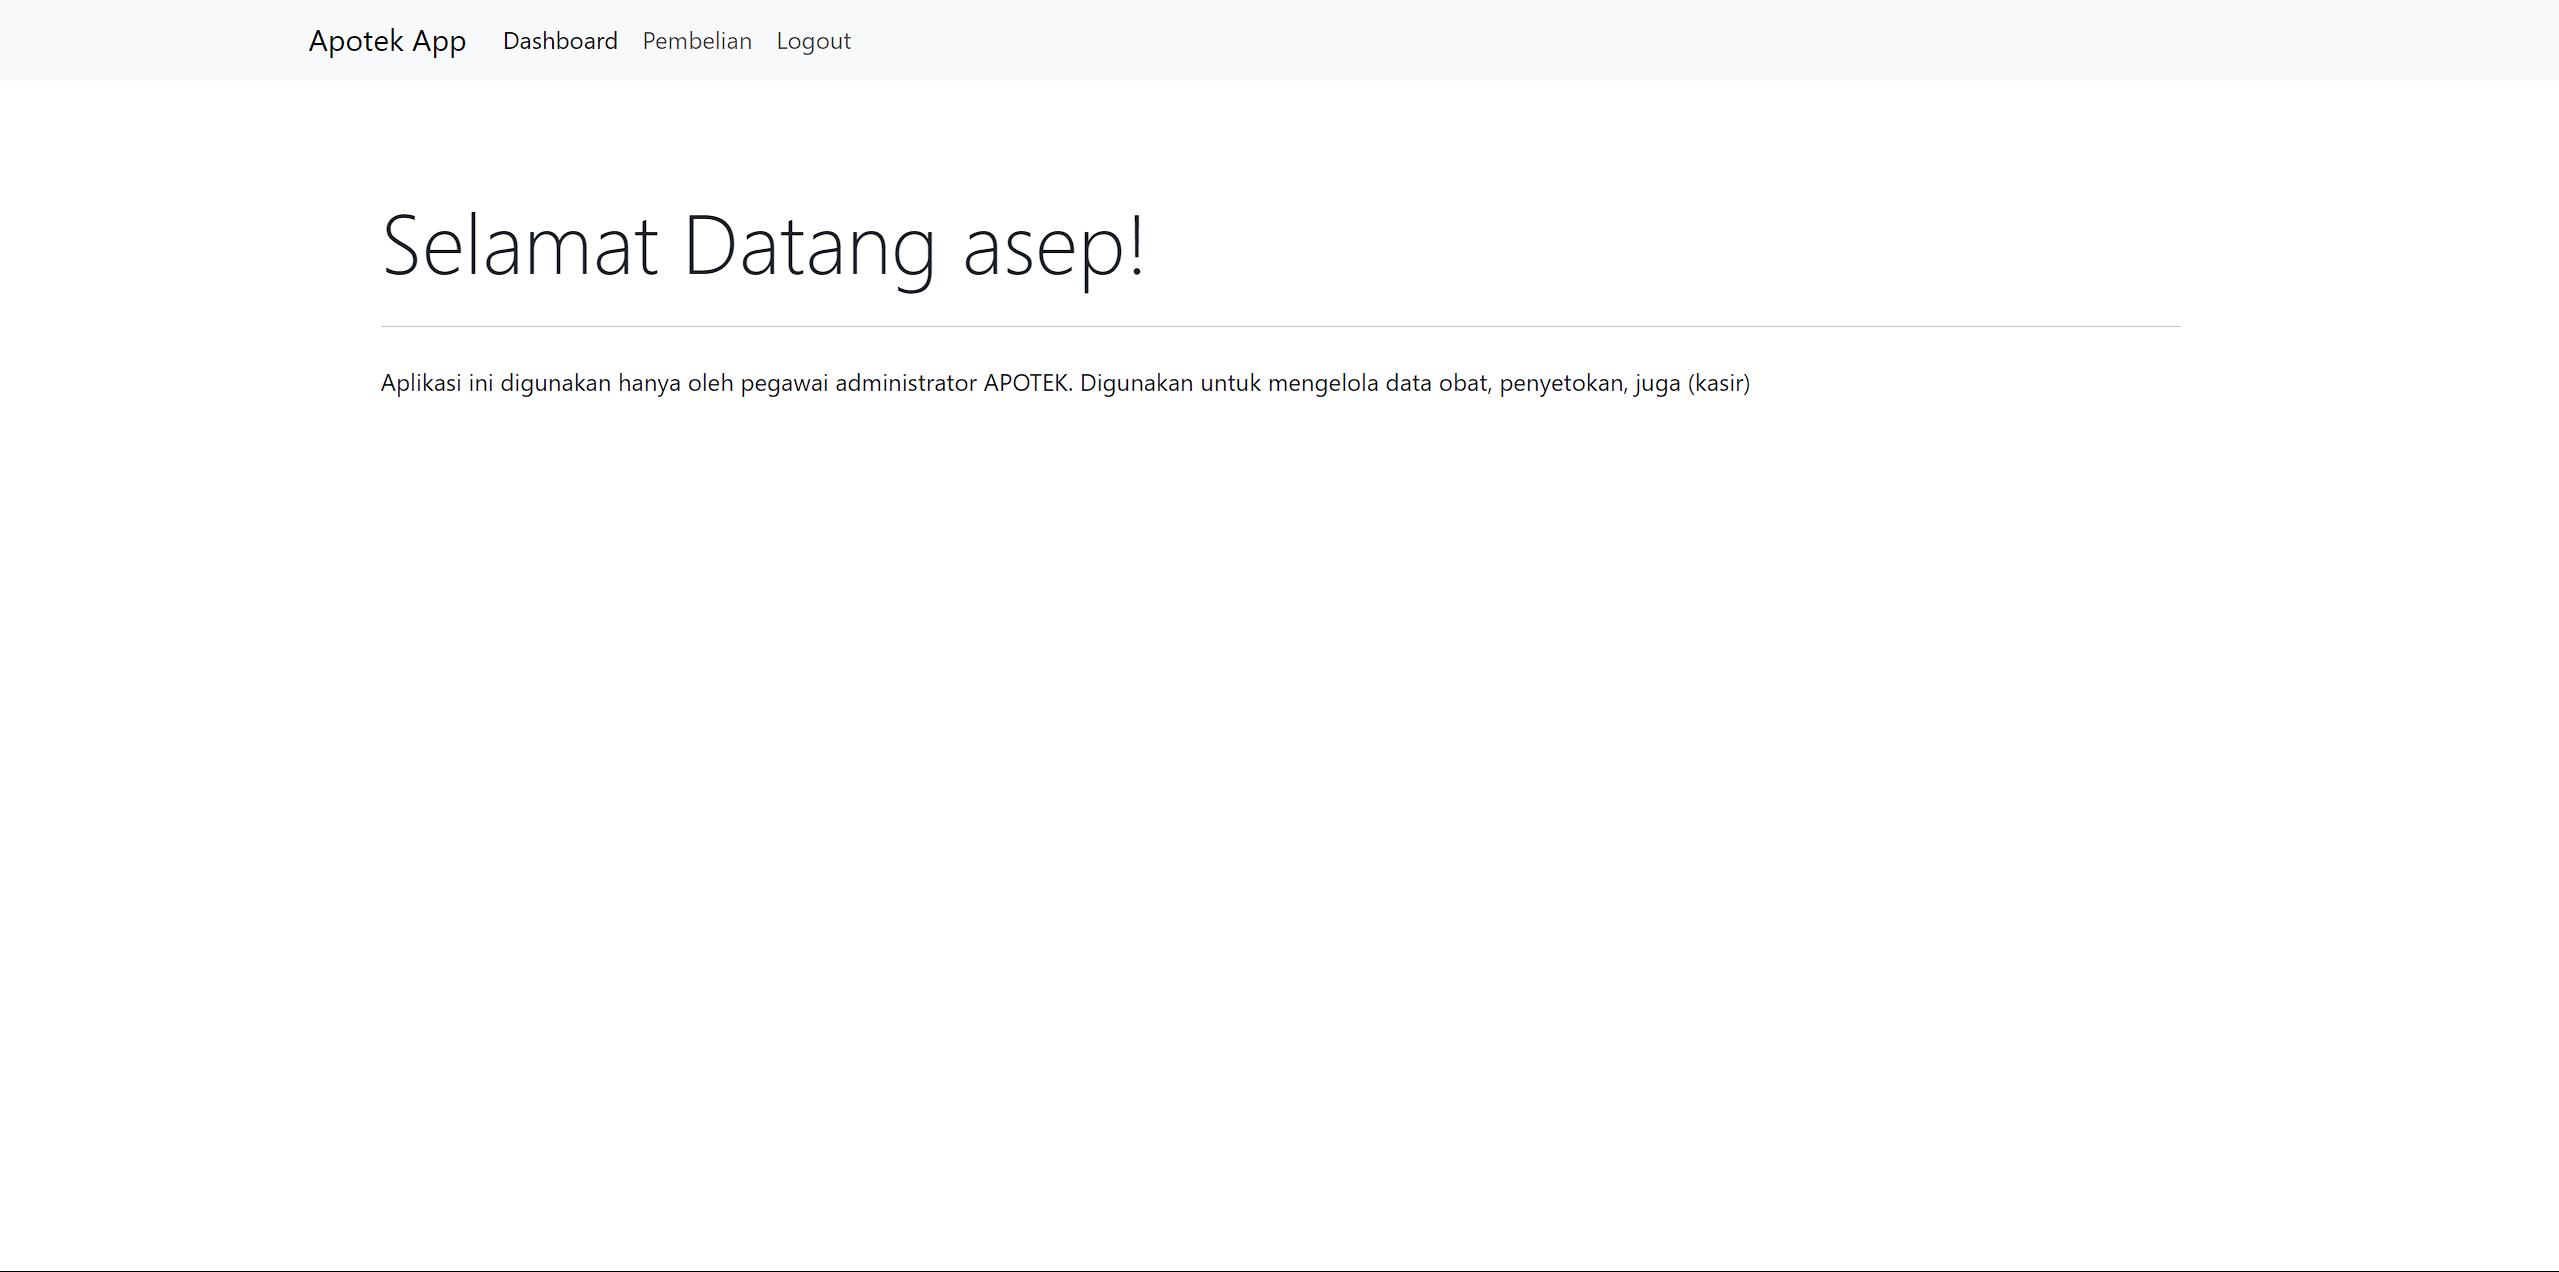 Apotek App Dashboard Pembelian Logout
Selamat Datang asep!
Aplikasi ini digunakan hanya oleh pegawai administrator APOTEK. Digunakan untuk mengelola data obat, penyetokan, juga (kasir)